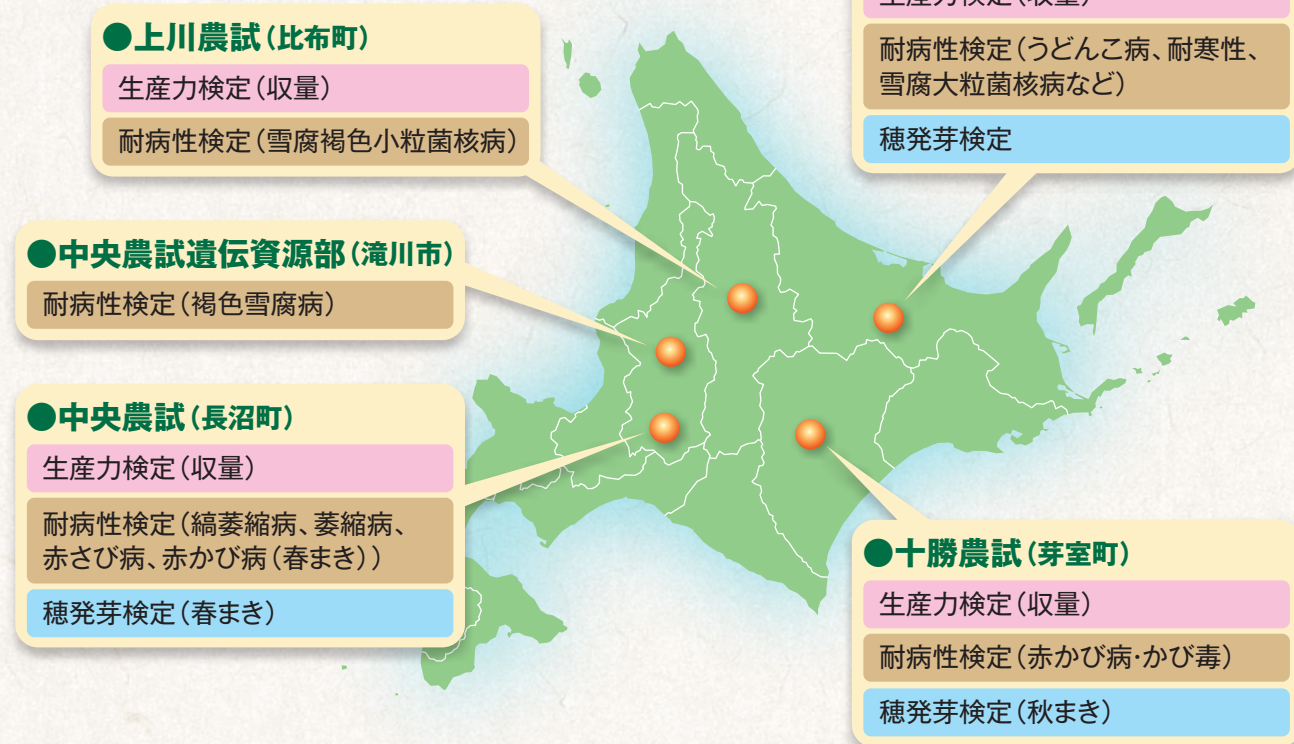 ●上川農試(比布町)
生産力検定(収量)
耐病性検定(雪腐褐色小粒菌核病)
●中央農試遺伝資源部(滝川市)
耐病性検定(褐色雪腐病)
●中央農試(長沼町)
生産力検定(収量)
耐病性検定(縞萎縮病、萎縮病、
赤さび病、赤かび病(春まき))
穂発芽検定(春まき)
生産力検定(収量)
耐病性検定(うどんこ病、耐寒性、
雪腐大粒菌核病など)
穂発芽検定
●十勝農試(芽室町)
生産力検定(収量)
耐病性検定(赤かび病・かび毒)
穂発芽検定(秋まき)